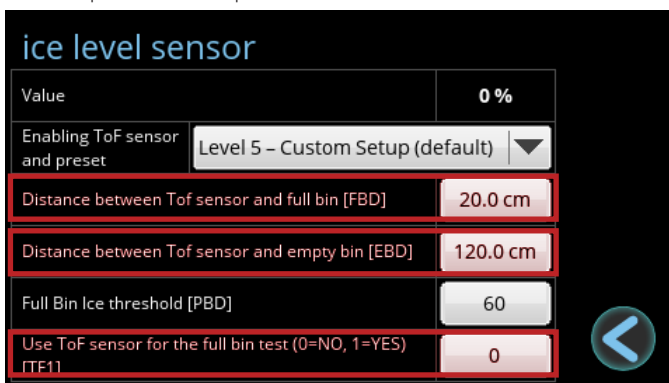 ice level sensor
Value
0 %
Enabling ToF sensor
and preset
Level 5 – Custom Setup (default)
Distance between Tof sensor and full bin [FBD]
20.0 cm
Distance between Tof sensor and empty bin [EBD]
120.0 cm
Full Bin Ice threshold [PBD]
60
Use ToF sensor for the full bin test (0=NO, 1=YES)
[TF1]
0